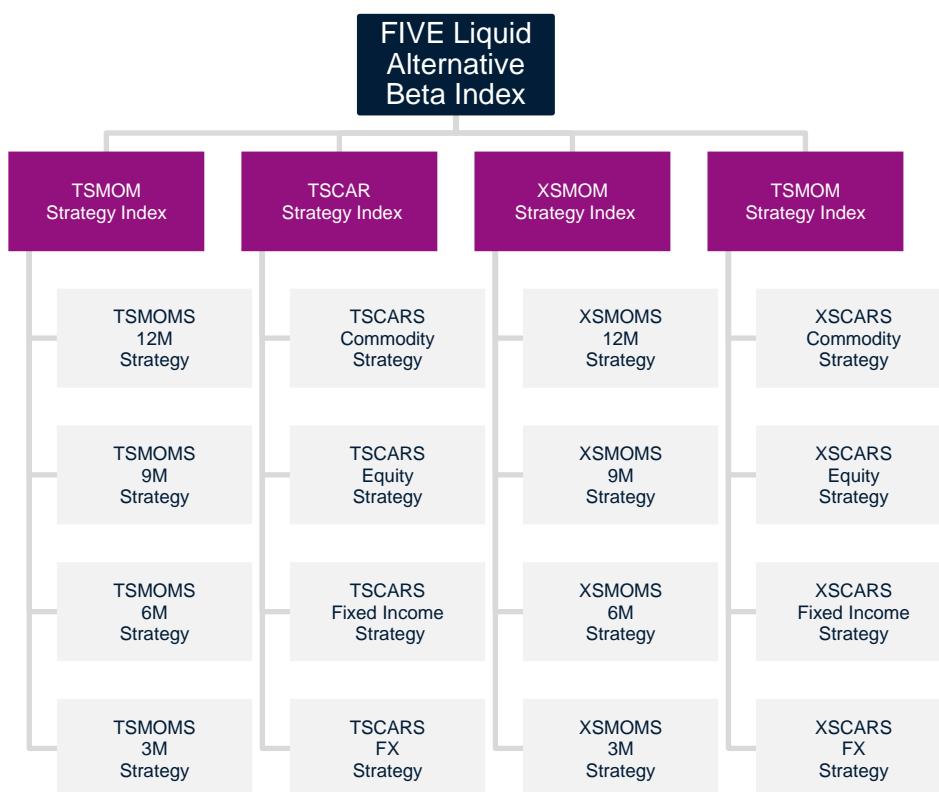 FIVE Liquid
Alternative
Beta Index
TSMOM
Strategy Index
TSCAR
Strategy Index
XSMOM
Strategy Index
TSMOM
Strategy Index
TSMOMS
12M
Strategy
TSCARS
Commodity
Strategy
XSMOMS
12M
Strategy
XSCARS
Commodity
Strategy
TSMOMS
9M
Strategy
TSCARS
Equity
Strategy
XSMOMS
9M
Strategy
XSCARS
Equity
Strategy
TSMOMS
6M
Strategy
TSCARS
Fixed Income
Strategy
XSMOMS
6M
Strategy
XSCARS
Fixed Income
Strategy
TSMOMS
3M
Strategy
TSCARS
FX
Strategy
XSMOMS
3M
Strategy
XSCARS
FX
Strategy